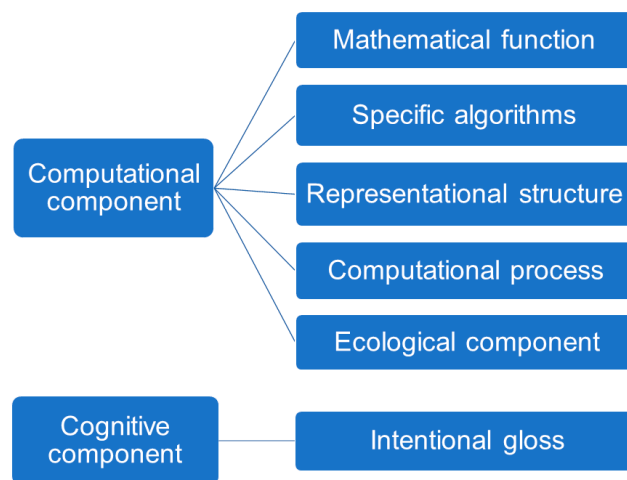 Mathematical function
Specific algorithms
Computational
component
Representational structure
Computational process
Ecological component
Cognitive
component
Intentional gloss